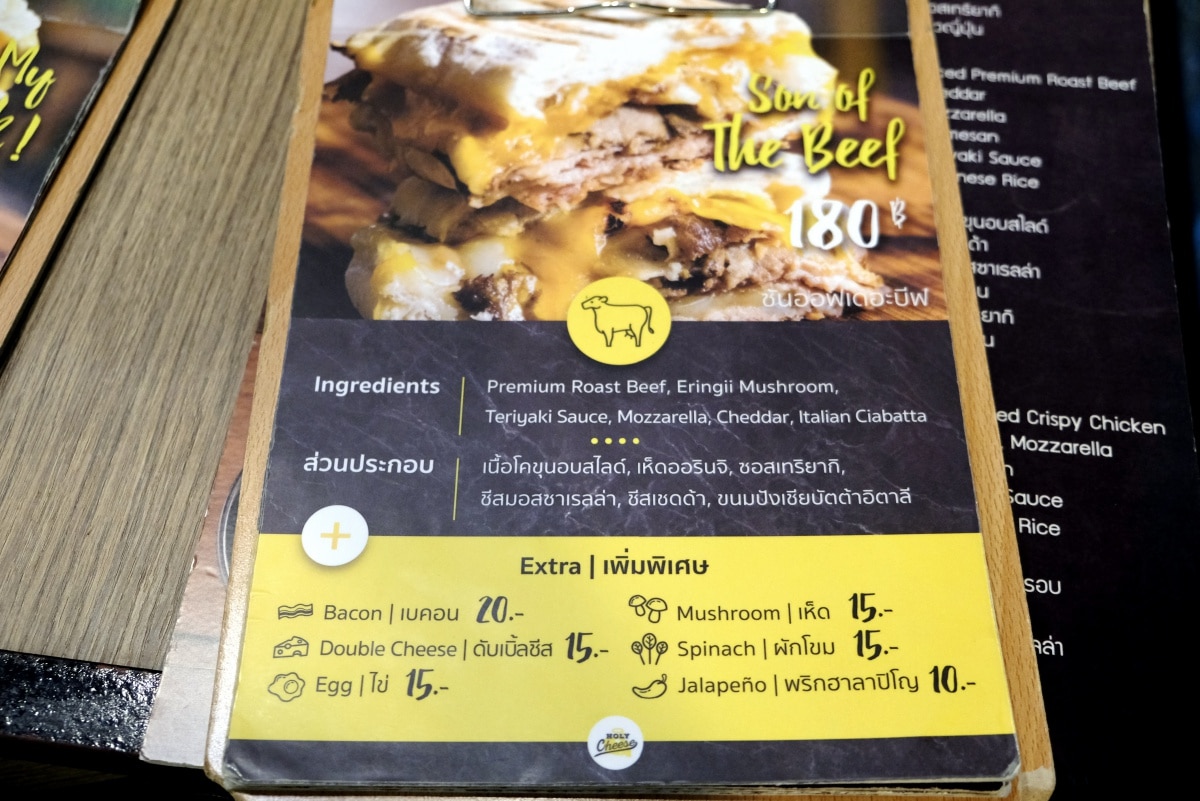 My
!
Son of
The Beef
180 ฿
ซันออฟเดอะบีฟ
Ingredients
Premium Roast Beef, Eringii Mushroom,
Teriyaki Sauce, Mozzarella, Cheddar, Italian Ciabatta
ส่วนประกอบ
เนื้อโคขุนอบสไลด์, เห็ดออรินจิ, ซอสเทริยากิ,
ชีสมอสซาเรลล่า, ชีสเชดด้า, ขนมปังเชียบัตต้าอิตาลี
+
Extra | เพิ่มพิเศษ
Bacon | เบคอน 20.-
Mushroom | เห็ด 15.-
Double Cheese | ดับเบิ้ลชีส 15.-
Spinach | ผักโขม 15.-
Egg | ไข่ 15.-
Jalapeño | พริกฮาลาปิโญ 10.-
HOLY
Cheese
Premium Roast Beef
Sauce
Rice
Crispy Chicken
Mozzarella
Sauce
Rice